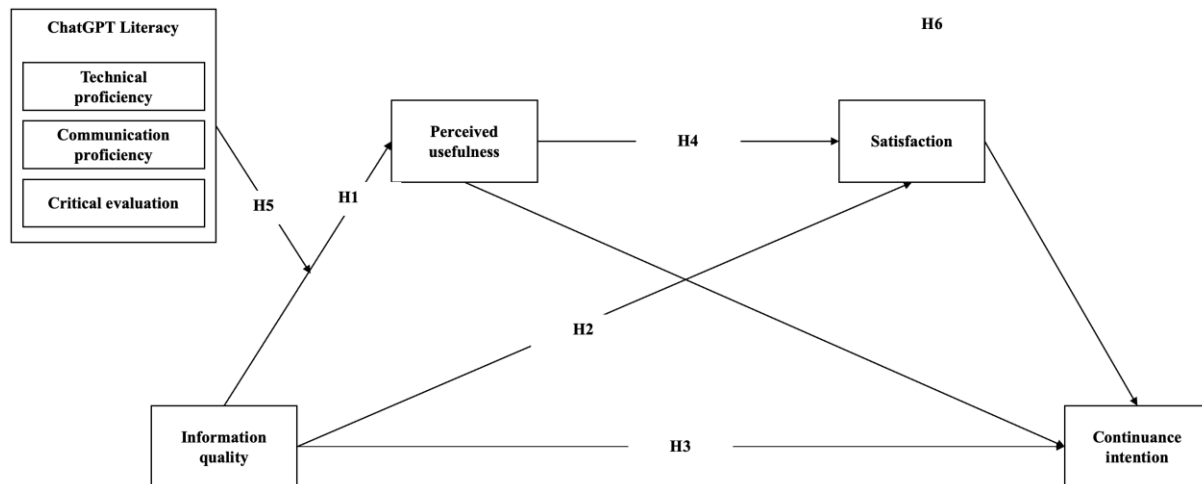 ChatGPT Literacy
Technical
proficiency
Communication
proficiency
Critical evaluation
H6
Perceived
usefulness
H4
Satisfaction
H5
H1
H2
Information
quality
H3
Continuance
intention